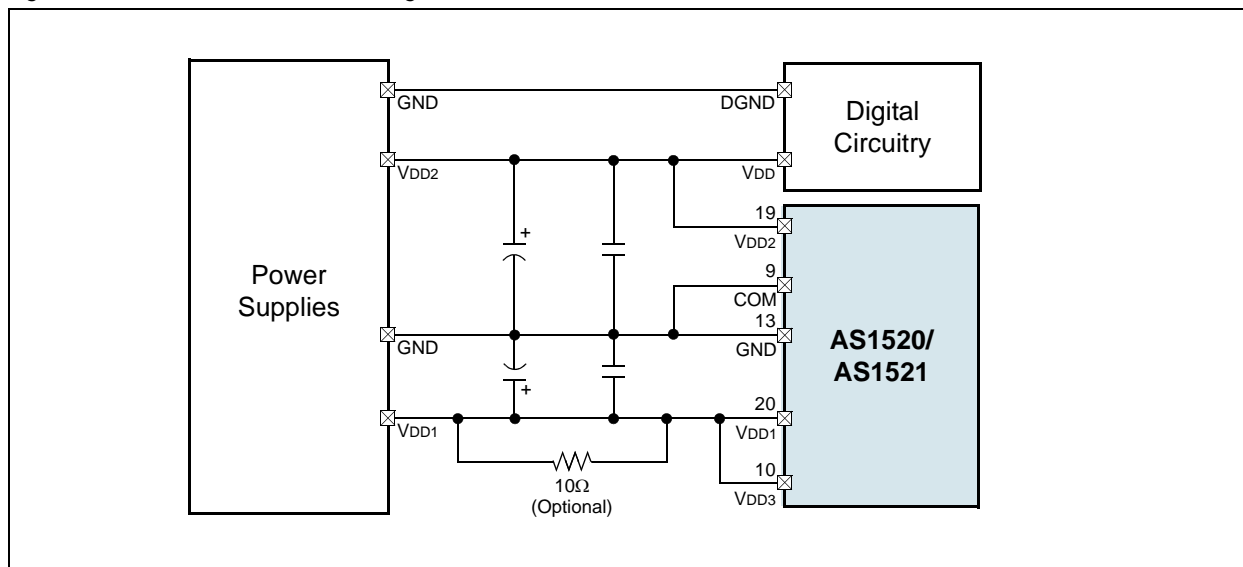 GND
DGND
Digital
Circuitry
VDD2
VDD
19
VDD2
Power
Supplies
9
COM
13
GND
GND
AS1520/
AS1521
+
+
20
VDD1
VDD1
10
VDD3
10Ω
(Optional)